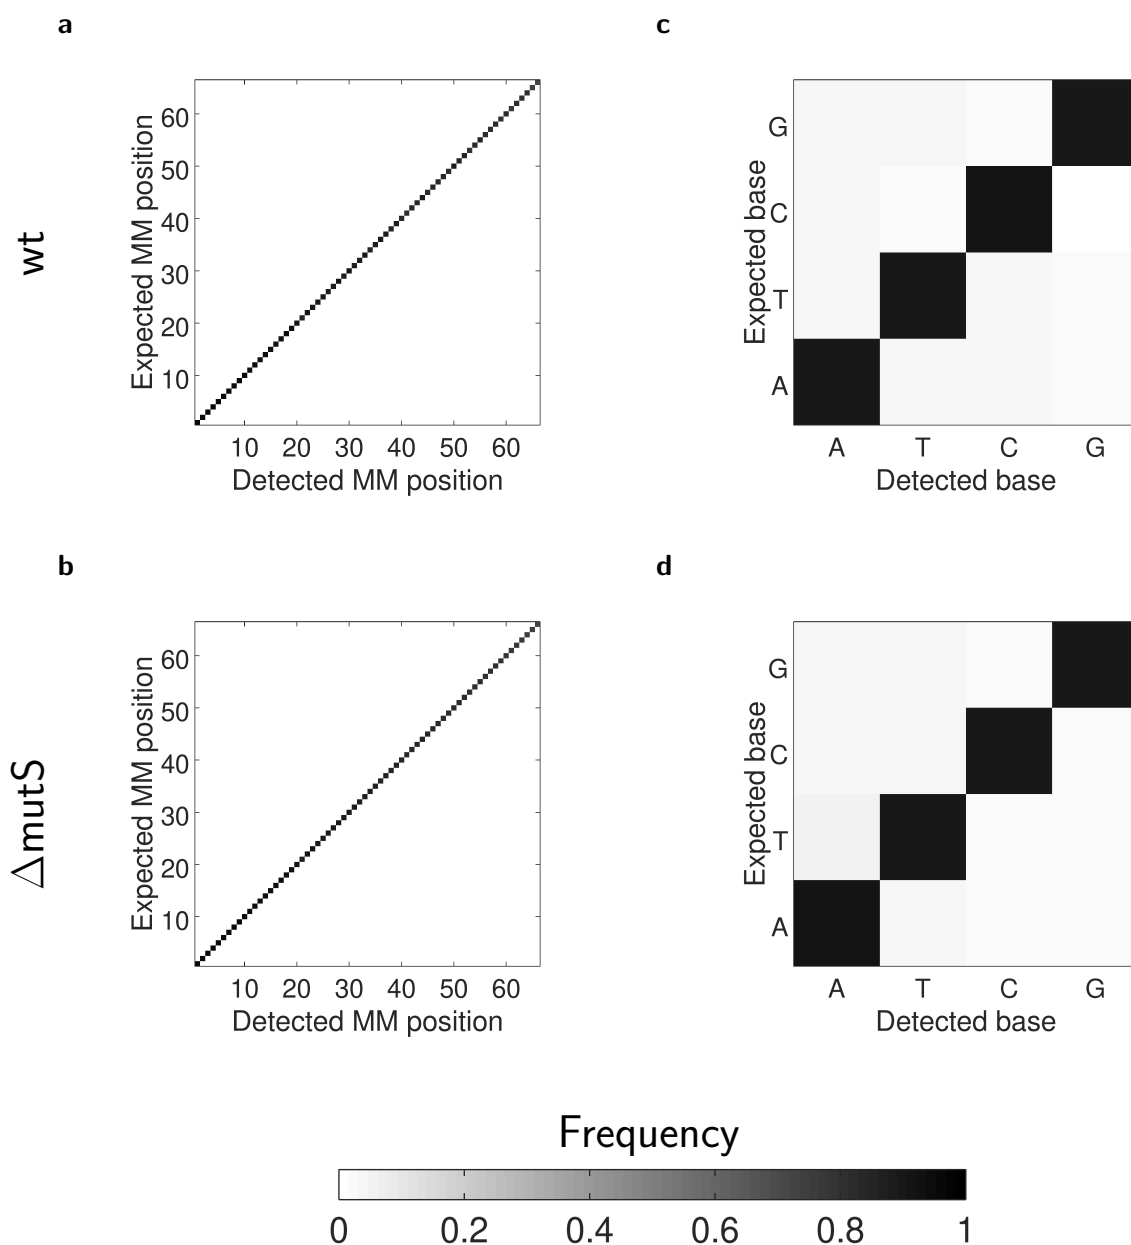 a
wt
Expected MM position
60
50
40
30
20
10
10 20 30 40 50 60
Detected MM position
c
Expected base
G
C
T
A
A T C G
Detected base
b
△mutS
Expected MM position
60
50
40
30
20
10
10 20 30 40 50 60
Detected MM position
d
Expected base
G
C
T
A
A T C G
Detected base
Frequency
0 0.2 0.4 0.6 0.8 1